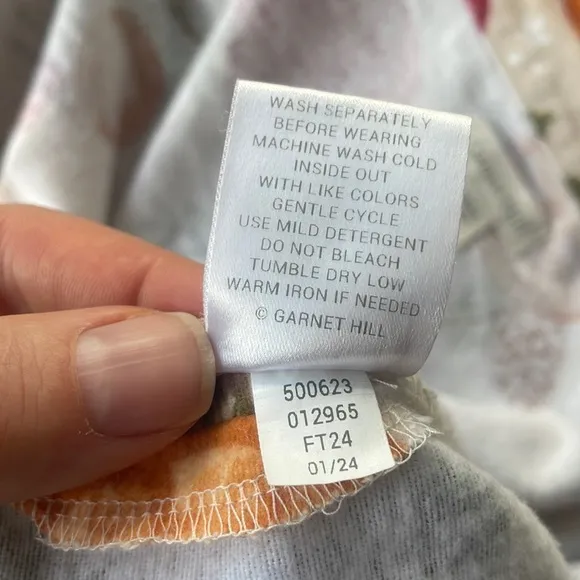 WASH SEPARATELY
BEFORE WEARING
MACHINE WASH COLD
INSIDE OUT
WITH LIKE COLORS
GENTLE CYCLE
USE MILD DETERGENT
DO NOT BLEACH
TUMBLE DRY LOW
WARM IRON IF NEEDED
© GARNET HILL
500623
012965
FT24
01/24